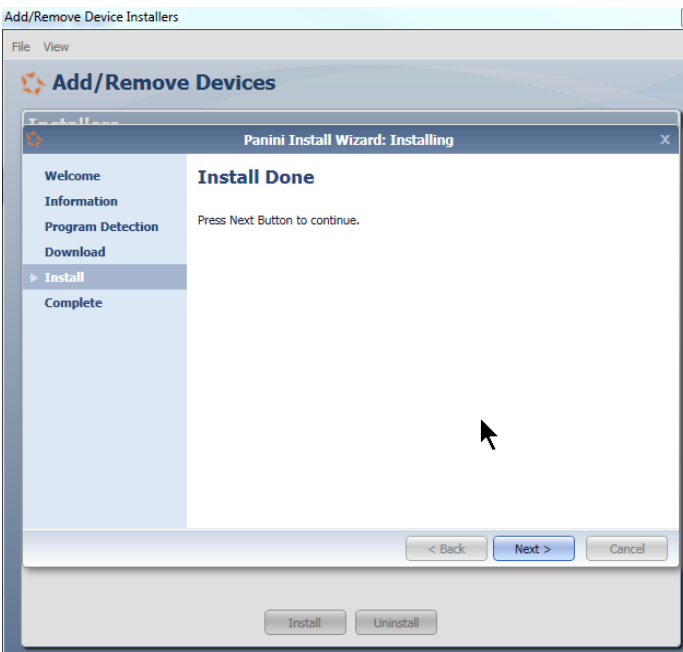 Add/Remove Device Installers
File View
Add/Remove Devices
Installers
Panini Install Wizard: Installing x
Welcome
Information
Program Detection
Download
Install
Complete
Install Done
Press Next Button to continue.
< Back Next > Cancel
Install Uninstall